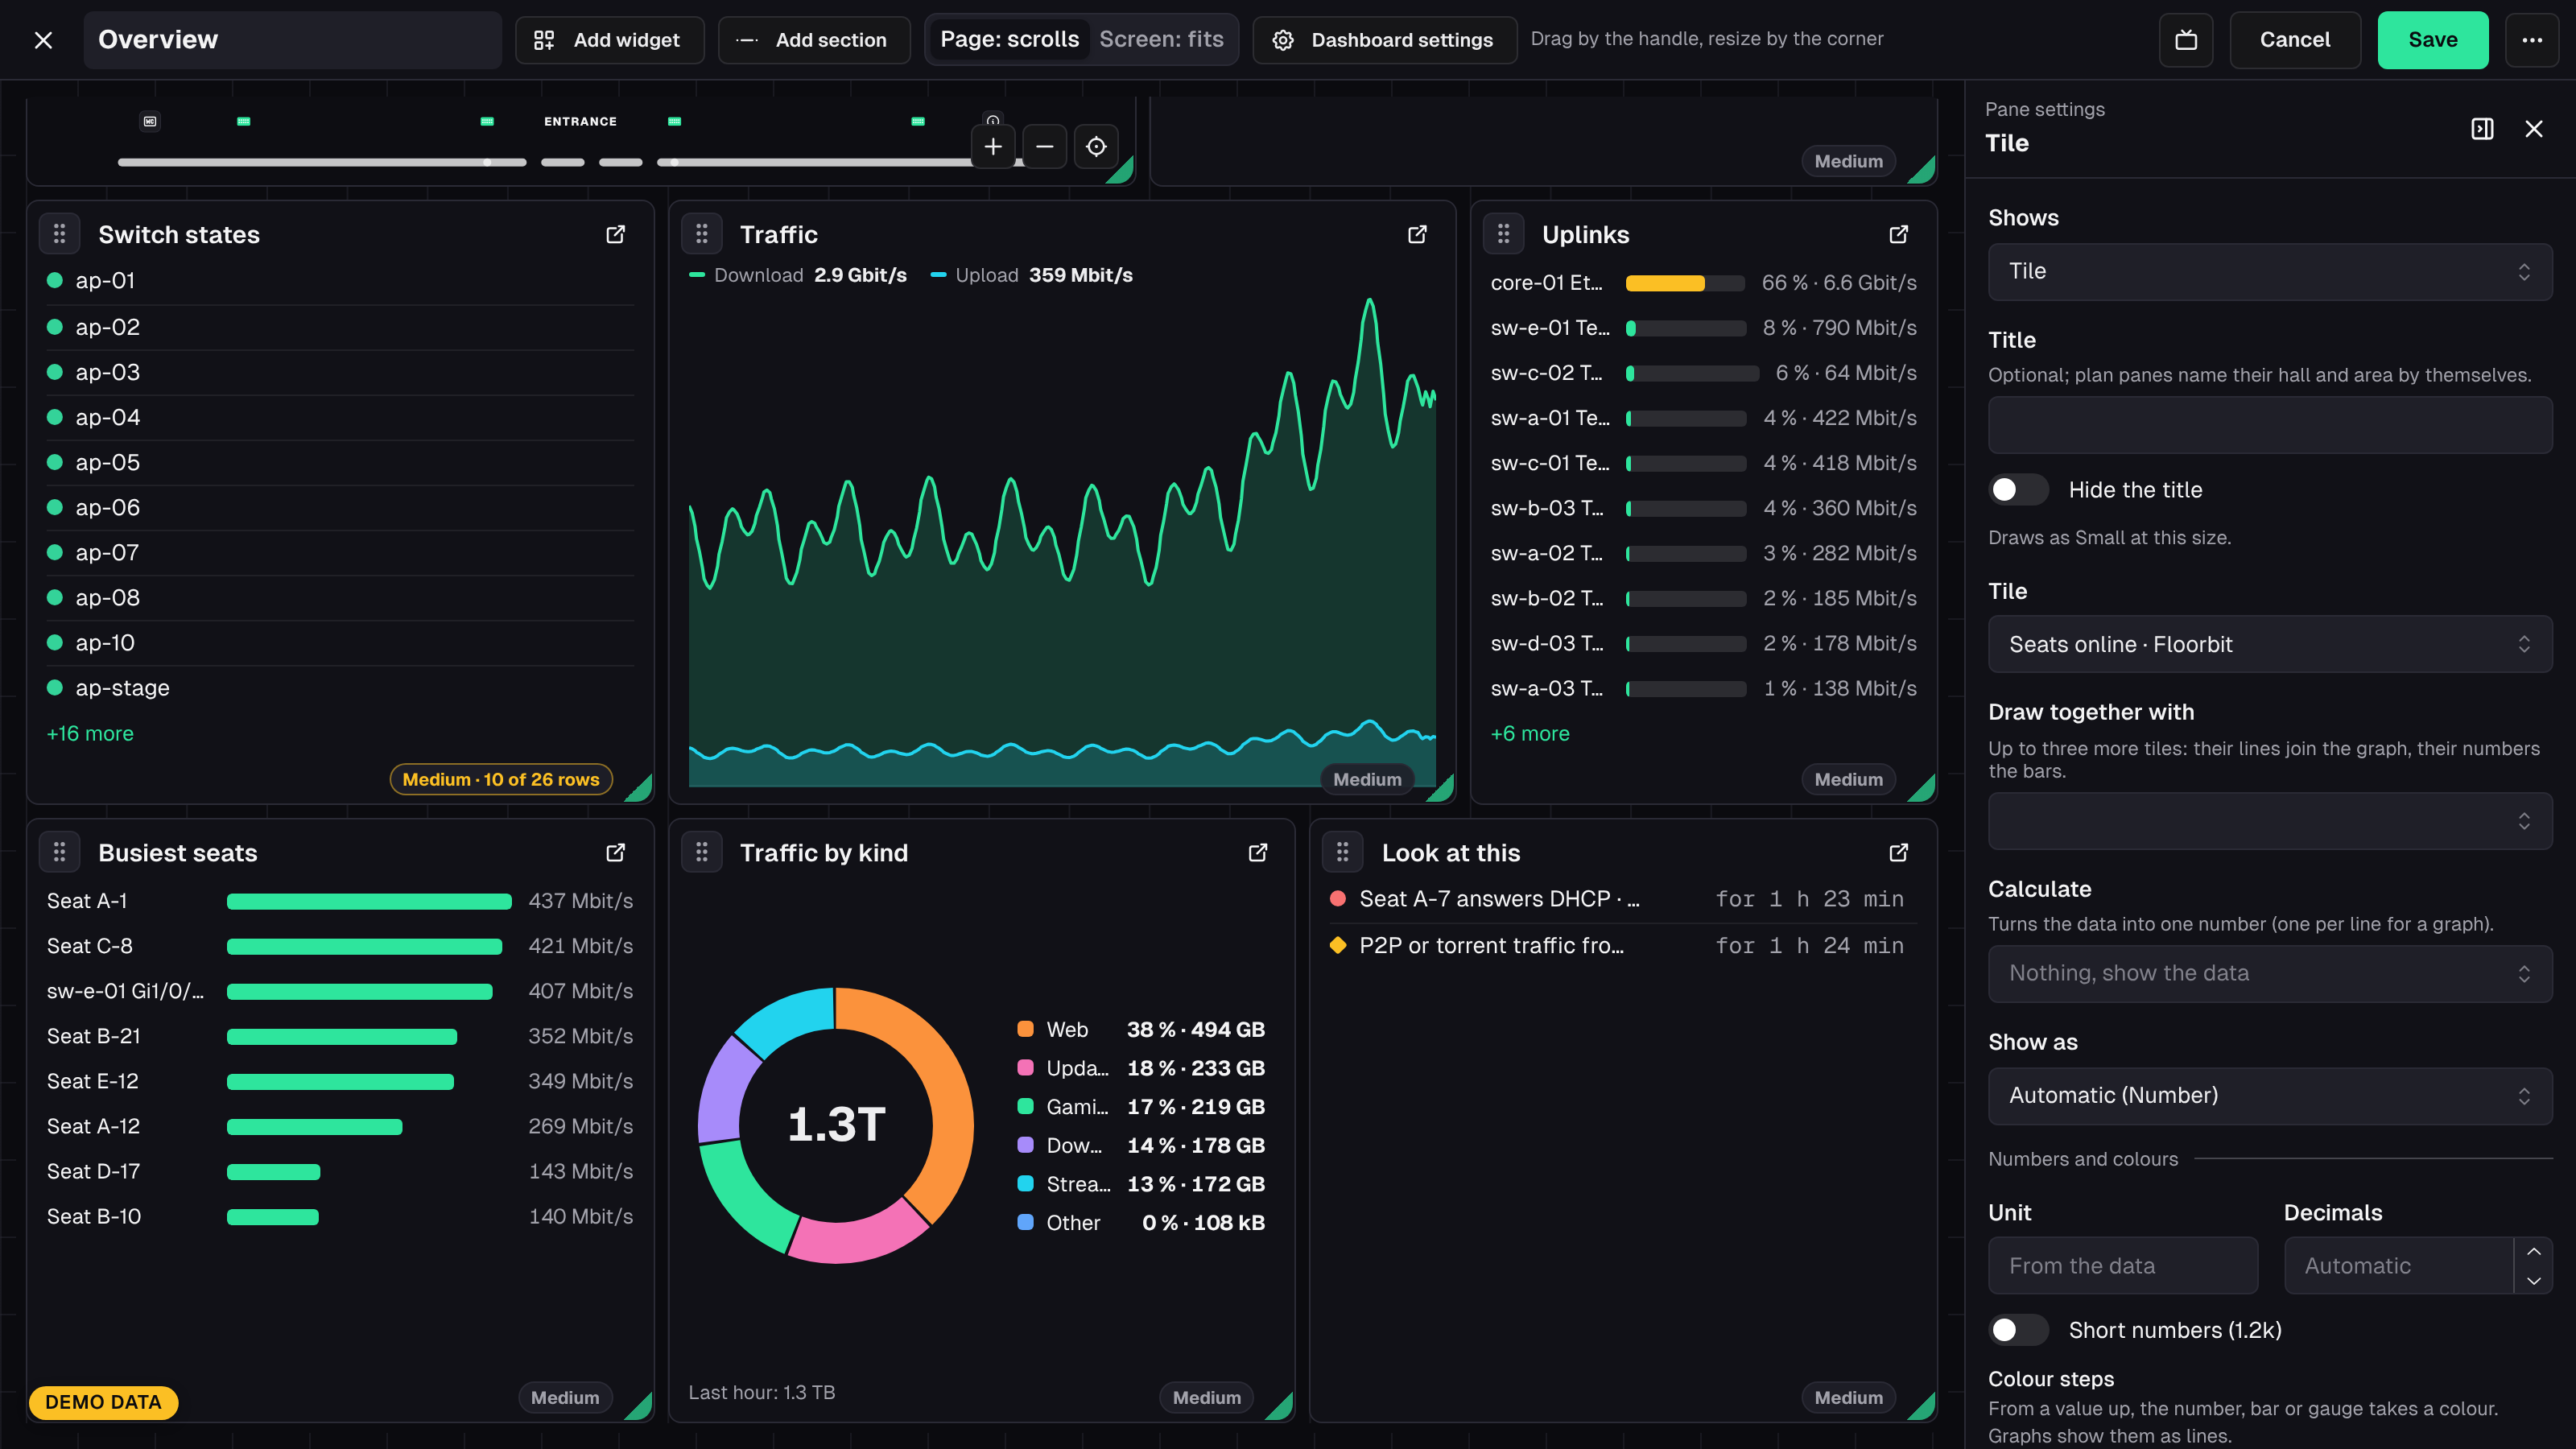 Overview
Add widget
Add section
Page: scrolls
Screen: fits
Dashboard settings
Drag by the handle, resize by the corner
Cancel
Save
WC
ENTRANCE
Medium
Switch states
ap-01
ap-02
ap-03
ap-04
ap-05
ap-06
ap-07
ap-08
ap-10
ap-stage
+16 more
Medium · 10 of 26 rows
Traffic
Download 2.9 Gbit/s Upload 359 Mbit/s
Medium
Uplinks
core-01 Et... 66 % · 6.6 Gbit/s
sw-e-01 Te... 8 % · 790 Mbit/s
sw-c-02 T... 6 % · 64 Mbit/s
sw-a-01 Te... 4 % · 422 Mbit/s
sw-c-01 Te... 4 % · 418 Mbit/s
sw-b-03 T... 4 % · 360 Mbit/s
sw-a-02 T... 3 % · 282 Mbit/s
sw-b-02 T... 2 % · 185 Mbit/s
sw-d-03 T... 2 % · 178 Mbit/s
sw-a-03 T... 1 % · 138 Mbit/s
+6 more
Medium
Busiest seats
Seat A-1 437 Mbit/s
Seat C-8 421 Mbit/s
sw-e-01 Gi1/0/... 407 Mbit/s
Seat B-21 352 Mbit/s
Seat E-12 349 Mbit/s
Seat A-12 269 Mbit/s
Seat D-17 143 Mbit/s
Seat B-10 140 Mbit/s
DEMO DATA
Medium
Traffic by kind
1.3T
Web 38 % · 494 GB
Upda... 18 % · 233 GB
Gami... 17 % · 219 GB
Dow... 14 % · 178 GB
Strea... 13 % · 172 GB
Other 0 % · 108 kB
Last hour: 1.3 TB
Medium
Look at this
Seat A-7 answers DHCP · ... for 1 h 23 min
P2P or torrent traffic fro... for 1 h 24 min
Medium
Pane settings
Tile
Shows
Tile
Title
Optional; plan panes name their hall and area by themselves.
Hide the title
Draws as Small at this size.
Tile
Seats online · Floorbit
Draw together with
Up to three more tiles: their lines join the graph, their numbers
the bars.
Calculate
Turns the data into one number (one per line for a graph).
Nothing, show the data
Show as
Automatic (Number)
Numbers and colours
Unit
Decimals
From the data
Automatic
Short numbers (1.2k)
Colour steps
From a value up, the number, bar or gauge takes a colour.
Graphs show them as lines.